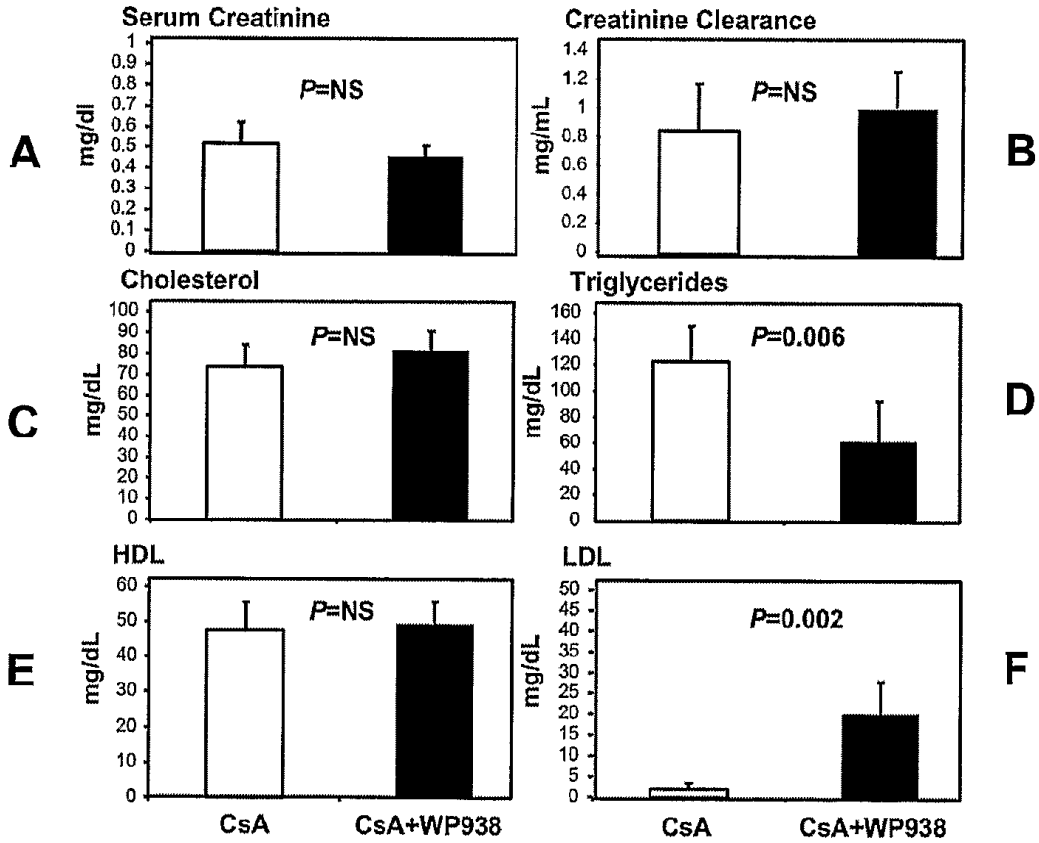 Serum Creatinine
1
0.9
0.8
0.7
0.6
0.5
0.4
0.3
0.2
0.1
0
mg/dl
P=NS
A
Creatinine Clearance
1.4
1.2
1
0.8
0.6
0.4
0.2
0
mg/mL
P=NS
B
Cholesterol
100
90
80
70
60
50
40
30
20
10
0
mg/dL
P=NS
C
Triglycerides
160
140
120
100
80
60
40
20
0
mg/dL
P=0.006
D
HDL
60
50
40
30
20
10
0
mg/dL
P=NS
E
CsA
CsA+WP938
LDL
50
45
40
35
30
25
20
15
10
5
0
mg/dL
P=0.002
F
CsA
CsA+WP938